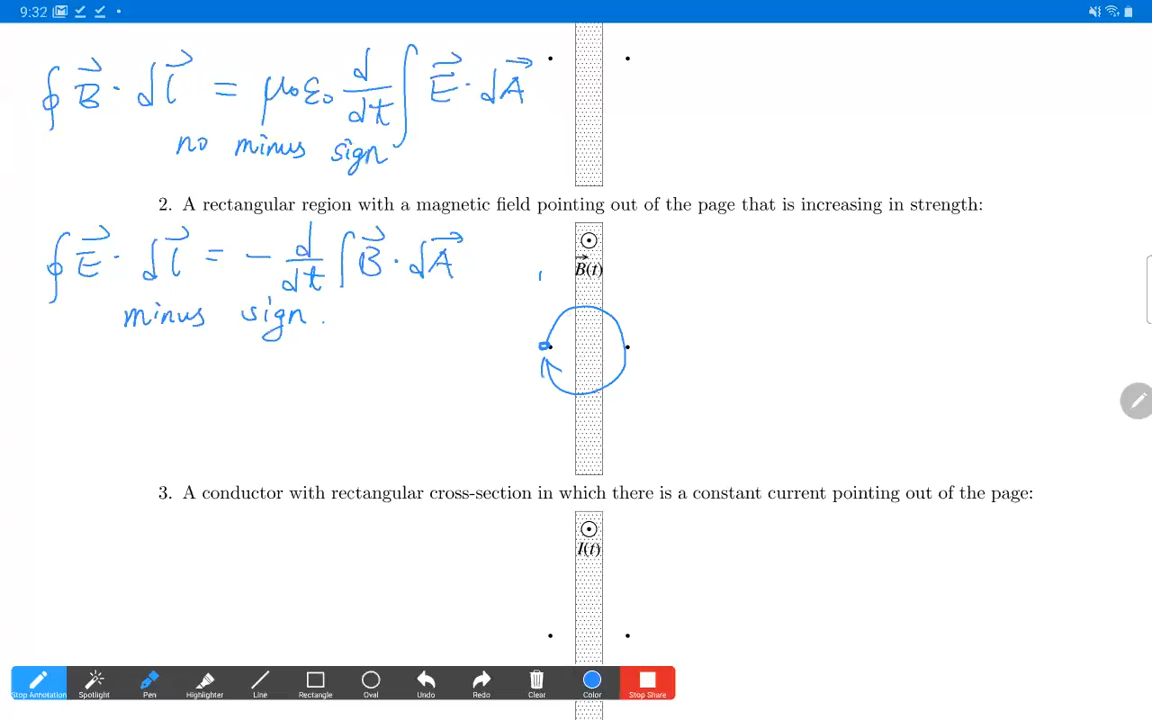 9:32
∮ B⃗ · dl⃗ = μ₀ε₀ d/dt ∫ E⃗ · dA⃗
no minus sign
2. A rectangular region with a magnetic field pointing out of the page that is increasing in strength:
∮ E⃗ · dl⃗ = − d/dt ∫ B⃗ · dA⃗
B⃗(t)
minus sign.
3. A conductor with rectangular cross-section in which there is a constant current pointing out of the page:
I(t)
Stop Annotation Spotlight Pen Highlighter Line Rectangle Oval Undo Redo Clear Color Stop Share